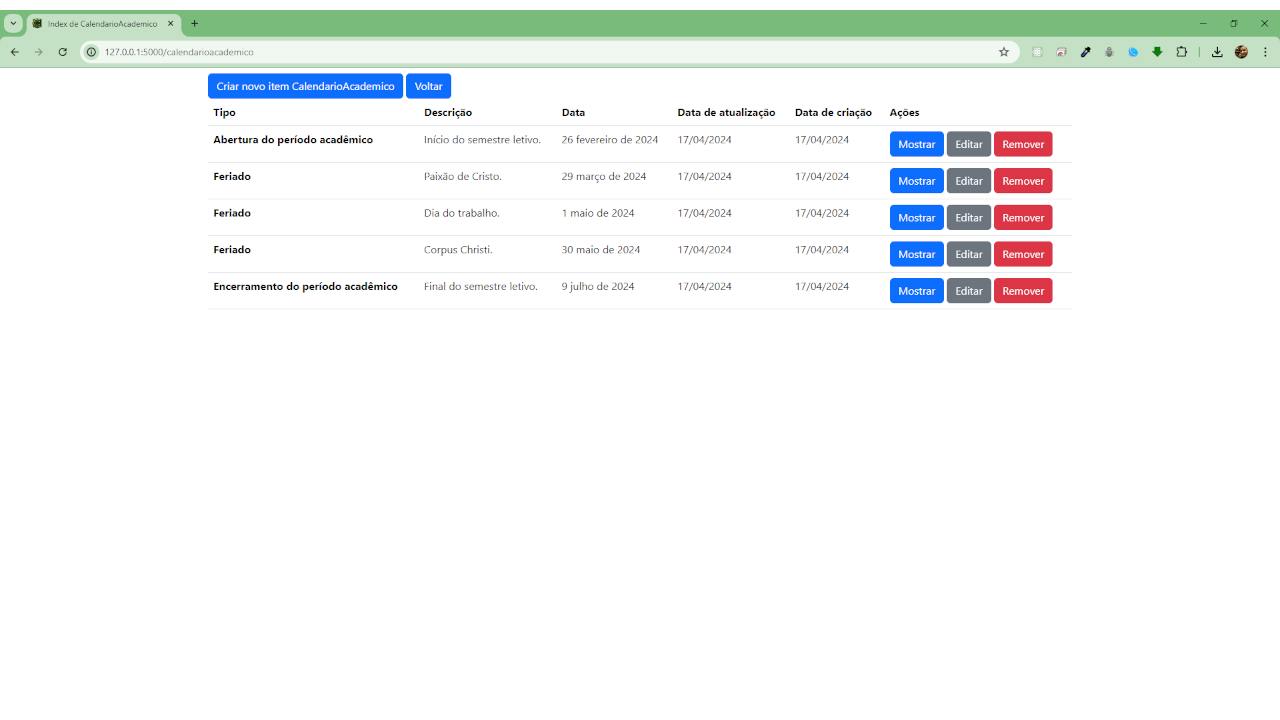 Index de CalendarioAcademico
127.0.0.1:5000/calendarioacademico
Criar novo item CalendarioAcademico Voltar
Tipo Descrição Data Data de atualização Data de criação Ações
Abertura do período acadêmico Início do semestre letivo. 26 fevereiro de 2024 17/04/2024 17/04/2024 Mostrar Editar Remover
Feriado Paixão de Cristo. 29 março de 2024 17/04/2024 17/04/2024 Mostrar Editar Remover
Feriado Dia do trabalho. 1 maio de 2024 17/04/2024 17/04/2024 Mostrar Editar Remover
Feriado Corpus Christi. 30 maio de 2024 17/04/2024 17/04/2024 Mostrar Editar Remover
Encerramento do período acadêmico Final do semestre letivo. 9 julho de 2024 17/04/2024 17/04/2024 Mostrar Editar Remover